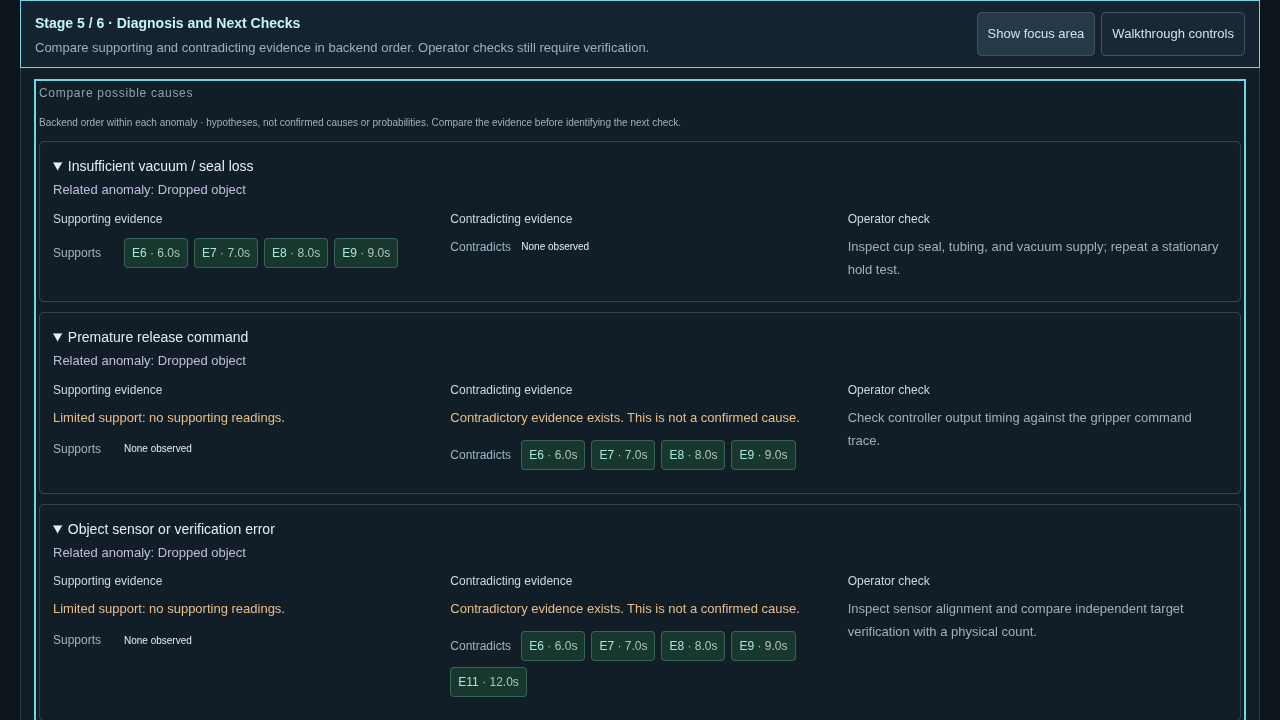 Stage 5 / 6 · Diagnosis and Next Checks
Compare supporting and contradicting evidence in backend order. Operator checks still require verification.
Show focus area
Walkthrough controls
Compare possible causes
Backend order within each anomaly · hypotheses, not confirmed causes or probabilities. Compare the evidence before identifying the next check.
▼ Insufficient vacuum / seal loss
Related anomaly: Dropped object
Supporting evidence
Supports E6 · 6.0s E7 · 7.0s E8 · 8.0s E9 · 9.0s
Contradicting evidence
Contradicts None observed
Operator check
Inspect cup seal, tubing, and vacuum supply; repeat a stationary
hold test.
▼ Premature release command
Related anomaly: Dropped object
Supporting evidence
Limited support: no supporting readings.
Supports None observed
Contradicting evidence
Contradictory evidence exists. This is not a confirmed cause.
Contradicts E6 · 6.0s E7 · 7.0s E8 · 8.0s E9 · 9.0s
Operator check
Check controller output timing against the gripper command
trace.
▼ Object sensor or verification error
Related anomaly: Dropped object
Supporting evidence
Limited support: no supporting readings.
Supports None observed
Contradicting evidence
Contradictory evidence exists. This is not a confirmed cause.
Contradicts E6 · 6.0s E7 · 7.0s E8 · 8.0s E9 · 9.0s
E11 · 12.0s
Operator check
Inspect sensor alignment and compare independent target
verification with a physical count.